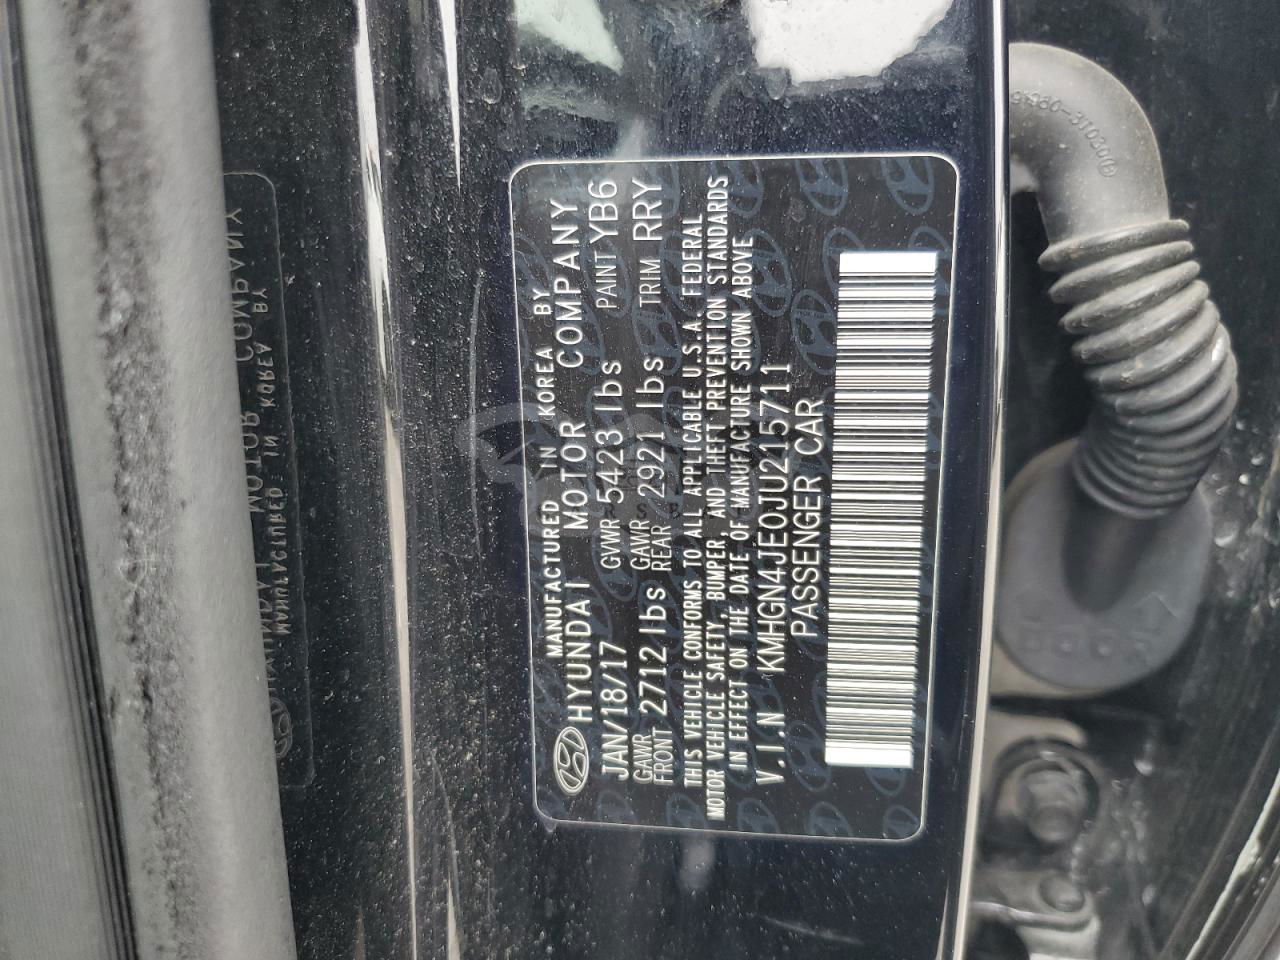 MANUFACTURED IN KOREA BY
HYUNDAI MOTOR COMPANY
JAN/18/17 GVWR 5423 lbs PAINT YB6
GAWR FRONT 2712 lbs GAWR REAR 2921 lbs TRIM RRY
THIS VEHICLE CONFORMS TO ALL APPLICABLE U.S.A. FEDERAL
MOTOR VEHICLE SAFETY, BUMPER, AND THEFT PREVENTION STANDARDS
IN EFFECT ON THE DATE OF MANUFACTURE SHOWN ABOVE
V.I.N KMHGN4JE0JU215711
PASSENGER CAR